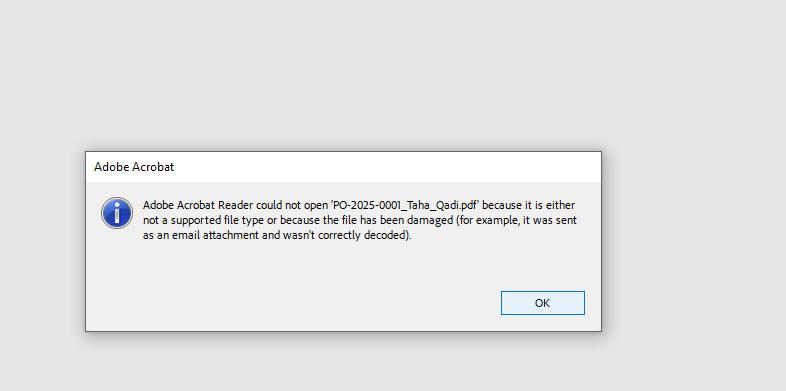 Adobe Acrobat
Adobe Acrobat Reader could not open 'PO-2025-0001_Taha_Qadi.pdf' because it is either
not a supported file type or because the file has been damaged (for example, it was sent
as an email attachment and wasn't correctly decoded).
OK